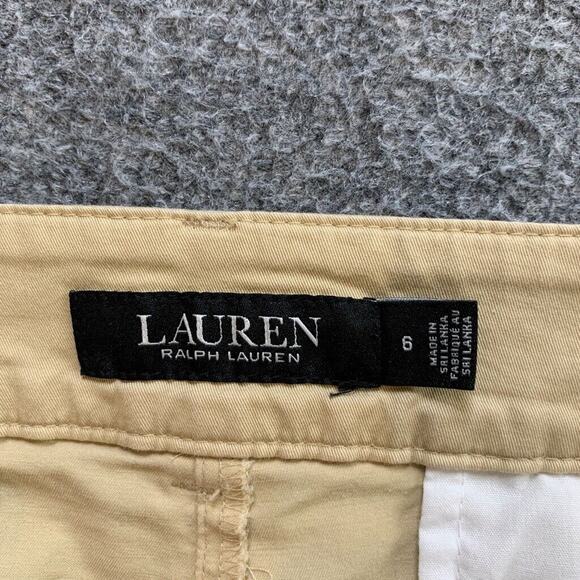 LAUREN
RALPH LAUREN
6
MADE IN
SRI LANKA
FABRIQUÉ AU
SRI LANKA